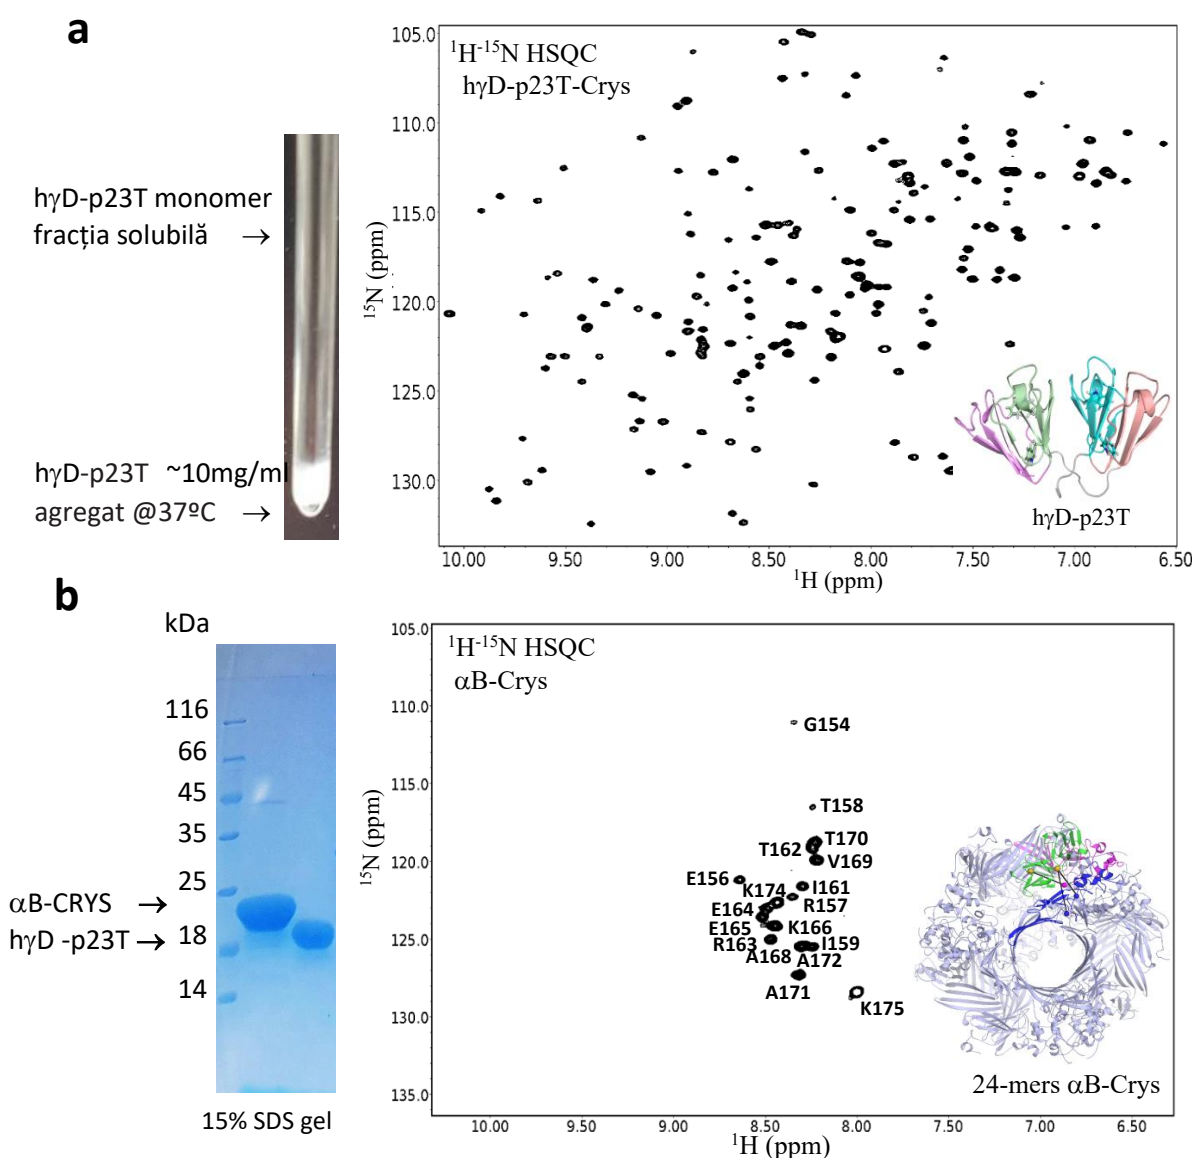 a
¹H-¹⁵N HSQC
hγD-p23T-Crys
hγD-p23T monomer
fracția solubilă →
hγD-p23T ~10mg/ml
agregat @37ºC →
105.0
110.0
115.0
120.0
125.0
130.0
¹⁵N (ppm)
hγD-p23T
10.00 9.50 9.00 8.50 8.00 7.50 7.00 6.50
¹H (ppm)
b
kDa
116
66
45
35
25
18
14
αB-CRYS →
hγD -p23T →
15% SDS gel
¹H-¹⁵N HSQC
αB-Crys
105.0
110.0
115.0
120.0
125.0
130.0
135.0
¹⁵N (ppm)
G154
T158
T170
T162
V169
E156
K174
I161
R157
E164
E165
K166
R163
I159
A168
A172
A171
K175
24-mers αB-Crys
10.00 9.50 9.00 8.50 8.00 7.50 7.00 6.50
¹H (ppm)